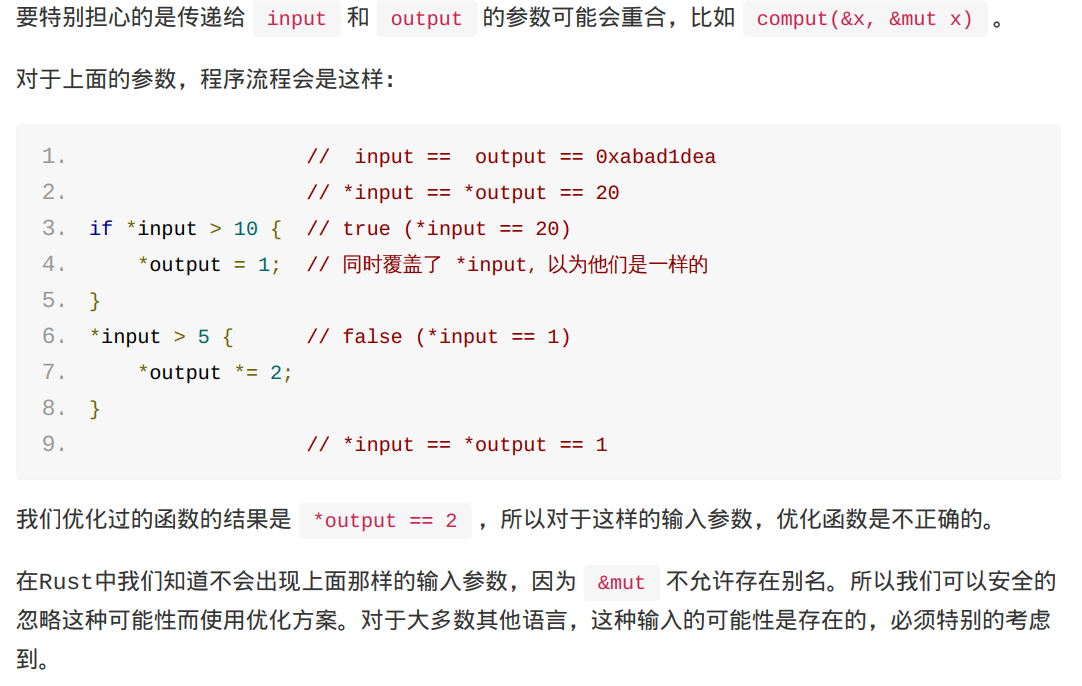 要特别担心的是传递给 input 和 output 的参数可能会重合，比如 comput(&x, &mut x) 。
对于上面的参数，程序流程会是这样：
1.                     //  input ==  output == 0xabad1dea
2.                     // *input == *output == 20
3.   if *input > 10 {  // true (*input == 20)
4.       *output = 1;  // 同时覆盖了 *input，以为他们是一样的
5.   }
6.   *input > 5 {      // false (*input == 1)
7.       *output *= 2;
8.   }
9.                     // *input == *output == 1
我们优化过的函数的结果是 *output == 2 ，所以对于这样的输入参数，优化函数是不正确的。
在Rust中我们知道不会出现上面那样的输入参数，因为 &mut 不允许存在别名。所以我们可以安全的
忽略这种可能性而使用优化方案。对于大多数其他语言，这种输入的可能性是存在的，必须特别的考虑
到。